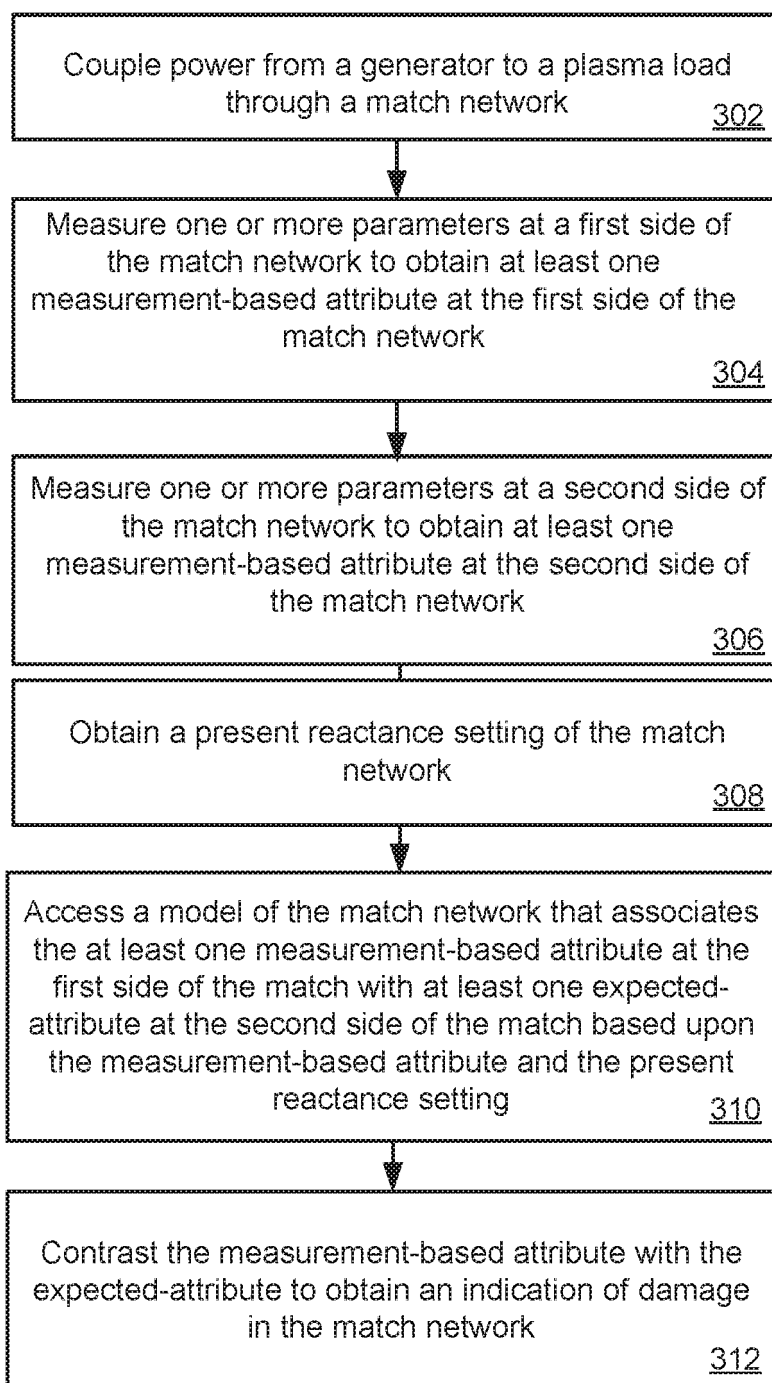 Couple power from a generator to a plasma load
through a match network
302
Measure one or more parameters at a first side of
the match network to obtain at least one
measurement-based attribute at the first side of the
match network
304
Measure one or more parameters at a second side of
the match network to obtain at least one
measurement-based attribute at the second side of
the match network
306
Obtain a present reactance setting of the match
network
308
Access a model of the match network that associates
the at least one measurement-based attribute at the
first side of the match with at least one expected-
attribute at the second side of the match based upon
the measurement-based attribute and the present
reactance setting
310
Contrast the measurement-based attribute with the
expected-attribute to obtain an indication of damage
in the match network
312